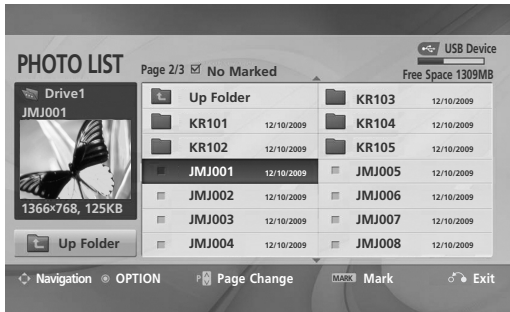 USB Device
PHOTO LIST
Page 2/3 No Marked
Free Space 1309MB
Drive1
JMJ001
1366×768, 125KB
Up Folder
Up Folder
KR101 12/10/2009
KR102 12/10/2009
JMJ001 12/10/2009
JMJ002 12/10/2009
JMJ003 12/10/2009
JMJ004 12/10/2009
KR103 12/10/2009
KR104 12/10/2009
KR105 12/10/2009
JMJ005 12/10/2009
JMJ006 12/10/2009
JMJ007 12/10/2009
JMJ008 12/10/2009
Navigation OPTION P Page Change MARK Mark Exit